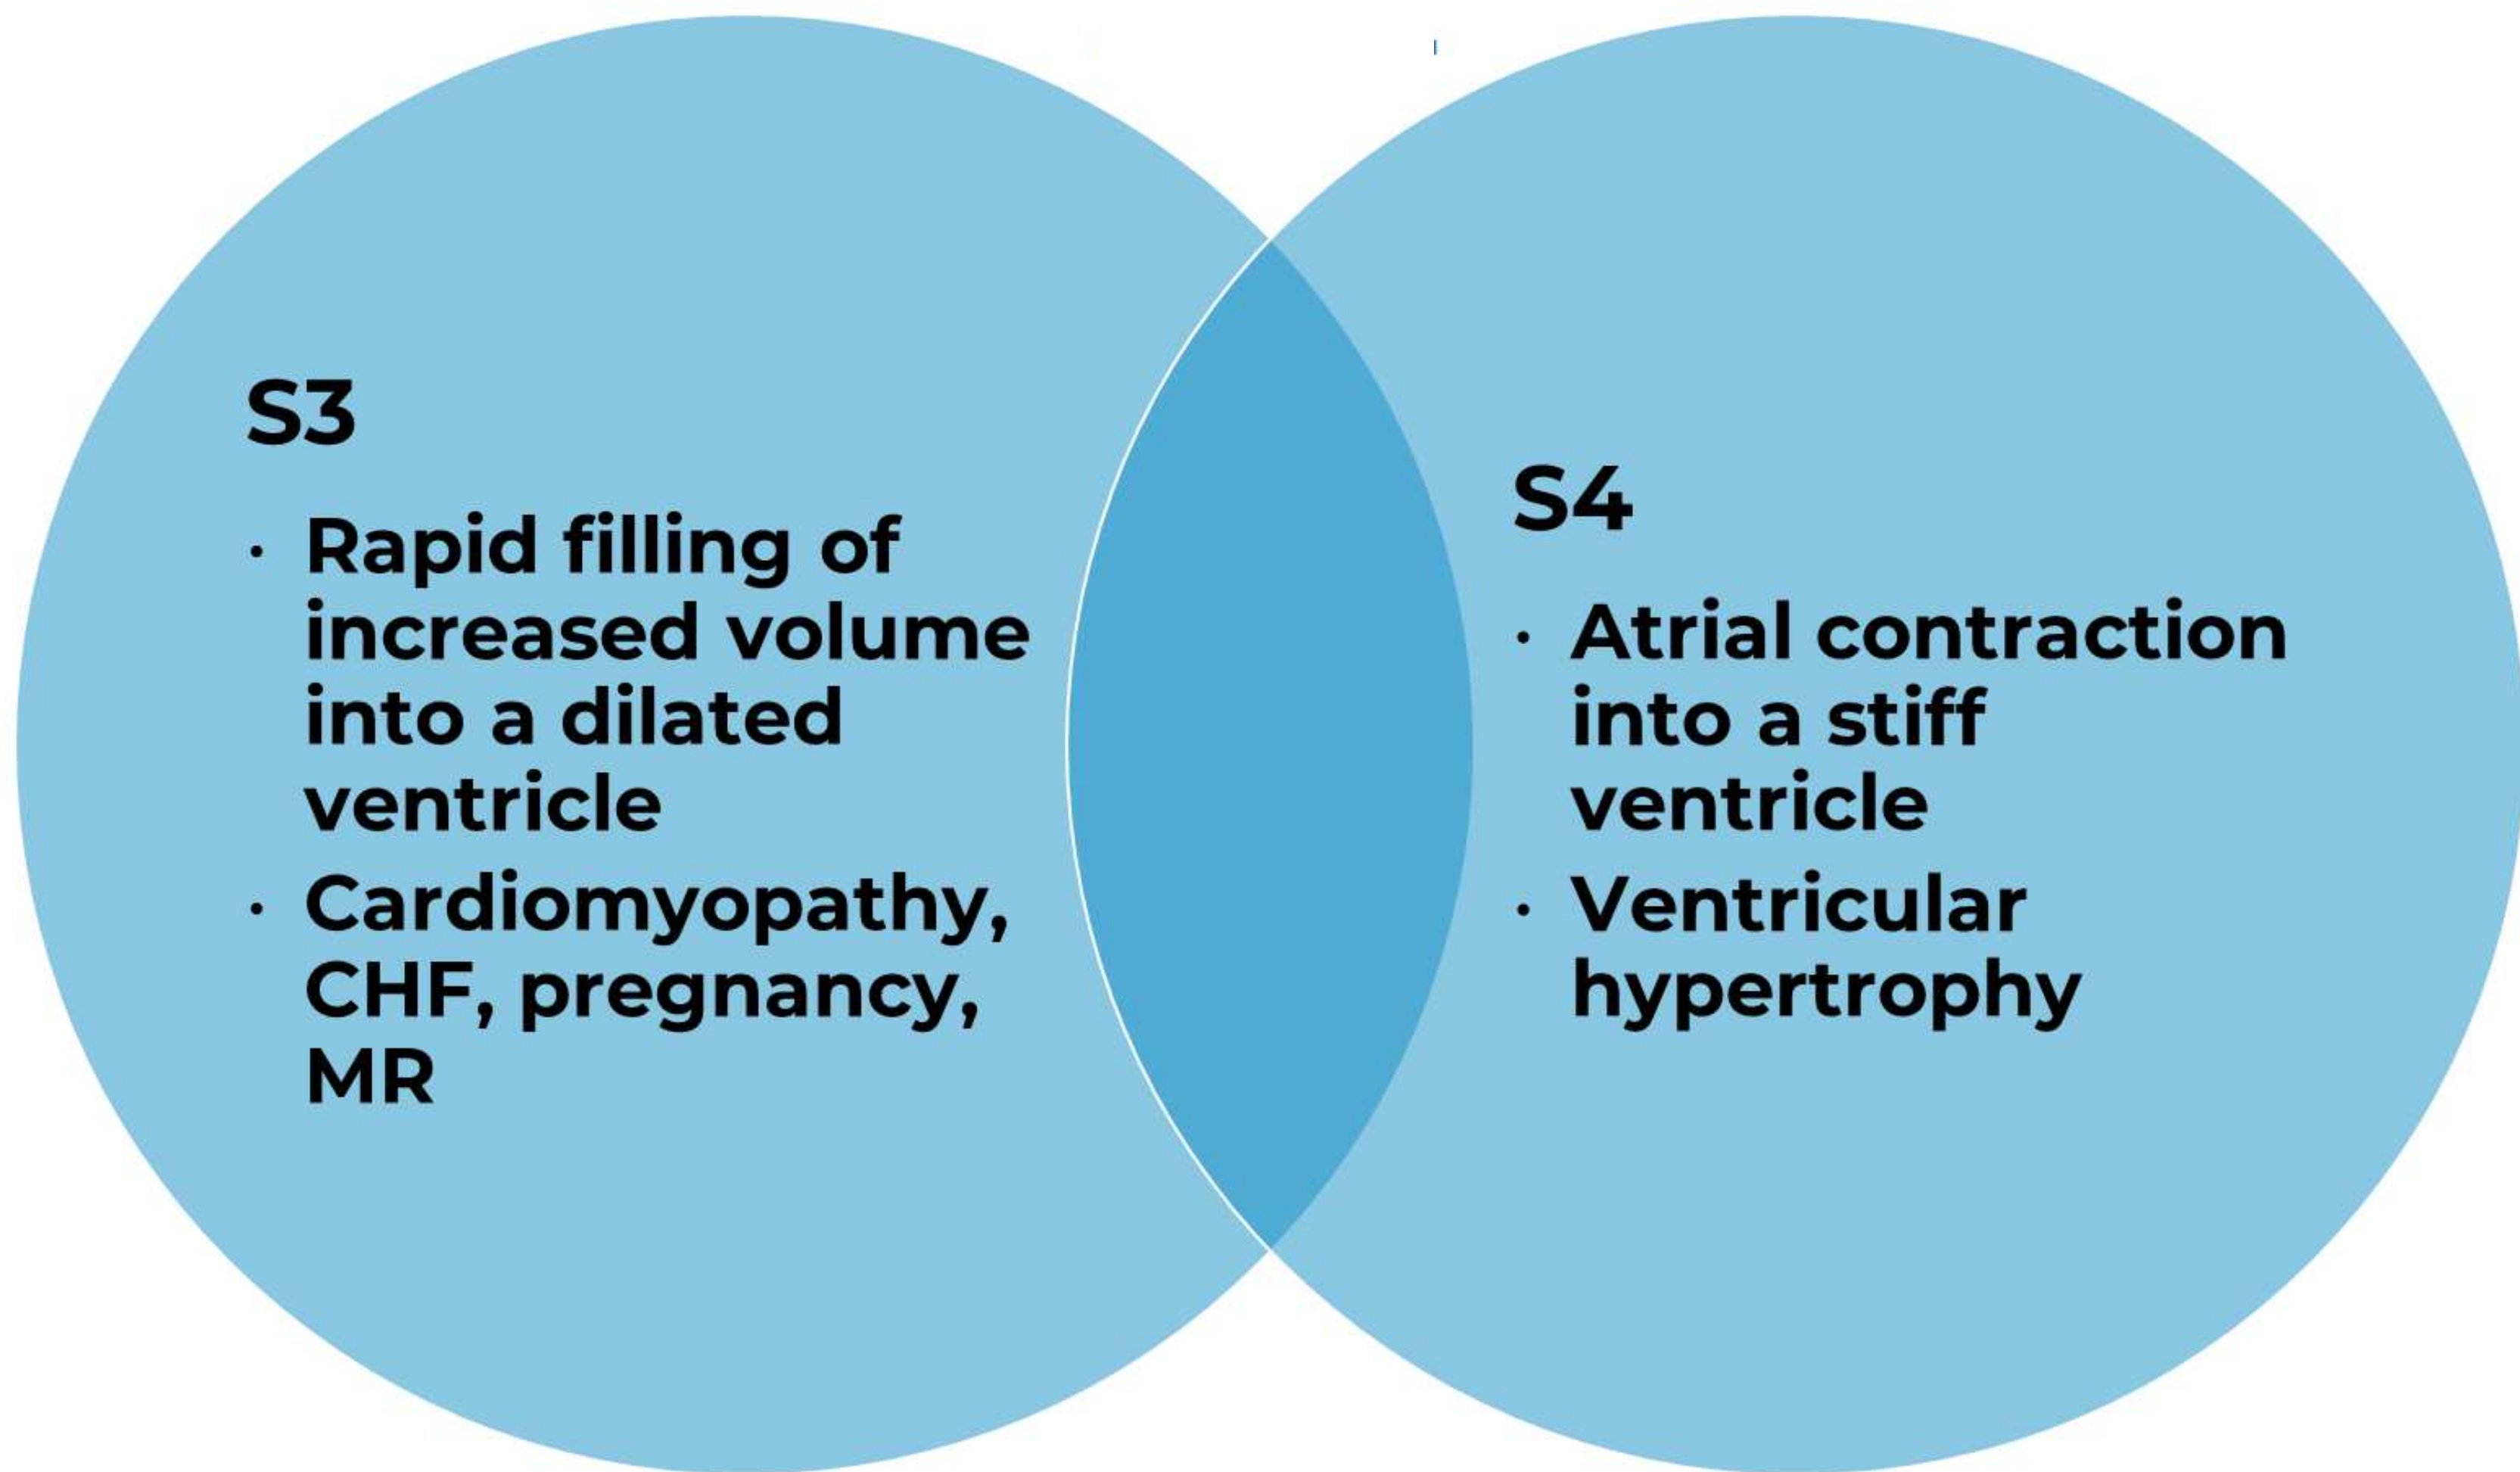 S3
· Rapid filling of
increased volume
into a dilated
ventricle
· Cardiomyopathy,
CHF, pregnancy,
MR
S4
· Atrial contraction
into a stiff
ventricle
· Ventricular
hypertrophy